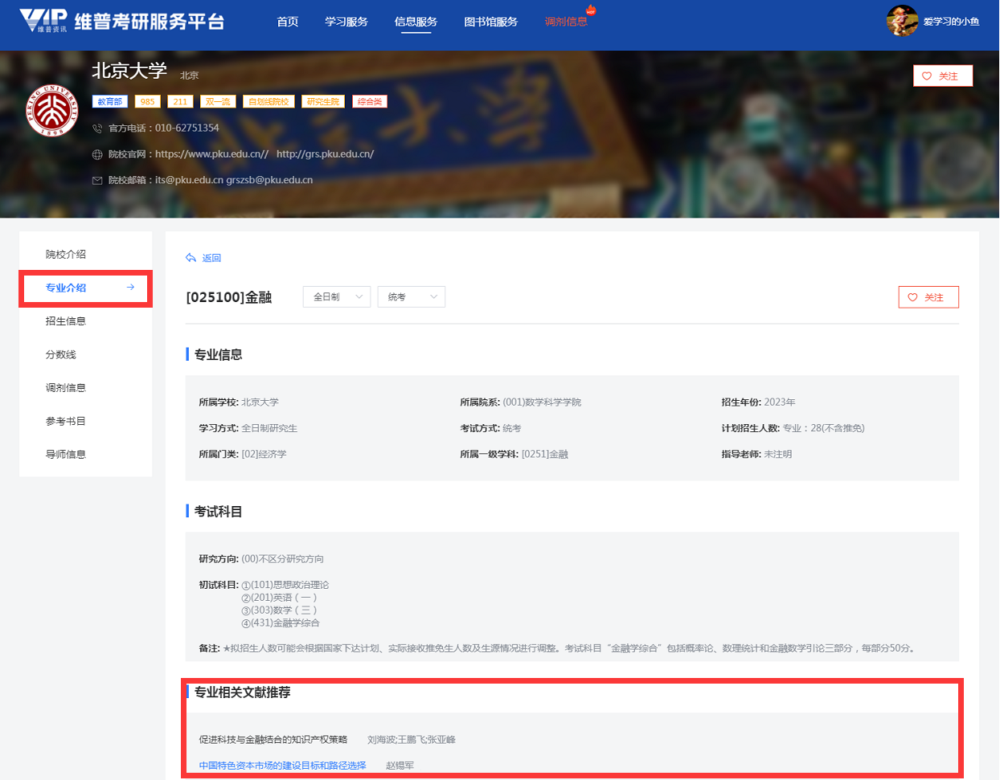 VIP 维普资讯 维普考研服务平台 首页 学习服务 信息服务 图书馆服务 调剂信息 HOT 爱学习的小鱼
北京大学 北京
关注
教育部 985 211 双一流 自划线院校 研究生院 综合类
PEKING UNIVERSITY 1898
官方电话：010-62751354
院校官网：https://www.pku.edu.cn// http://grs.pku.edu.cn/
院校邮箱：its@pku.edu.cn grszsb@pku.edu.cn
北京大学
院校介绍
专业介绍
招生信息
分数线
调剂信息
参考书目
导师信息
返回
[025100]金融 全日制 统考 关注
专业信息
所属学校: 北京大学 所属院系: (001)数学科学学院 招生年份: 2023年
学习方式: 全日制研究生 考试方式: 统考 计划招生人数: 专业：28(不含推免)
所属门类: [02]经济学 所属一级学科: [0251]金融 指导老师: 未注明
考试科目
研究方向: (00)不区分研究方向
初试科目: ①(101)思想政治理论
②(201)英语（一）
③(303)数学（三）
④(431)金融学综合
备注: ★拟招生人数可能会根据国家下达计划、实际接收推免生人数及生源情况进行调整。考试科目“金融学综合”包括概率论、数理统计和金融数学引论三部分，每部分50分。
专业相关文献推荐
促进科技与金融结合的知识产权策略 刘海波;王鹏飞;张亚峰
中国特色资本市场的建设目标和路径选择 赵锡军